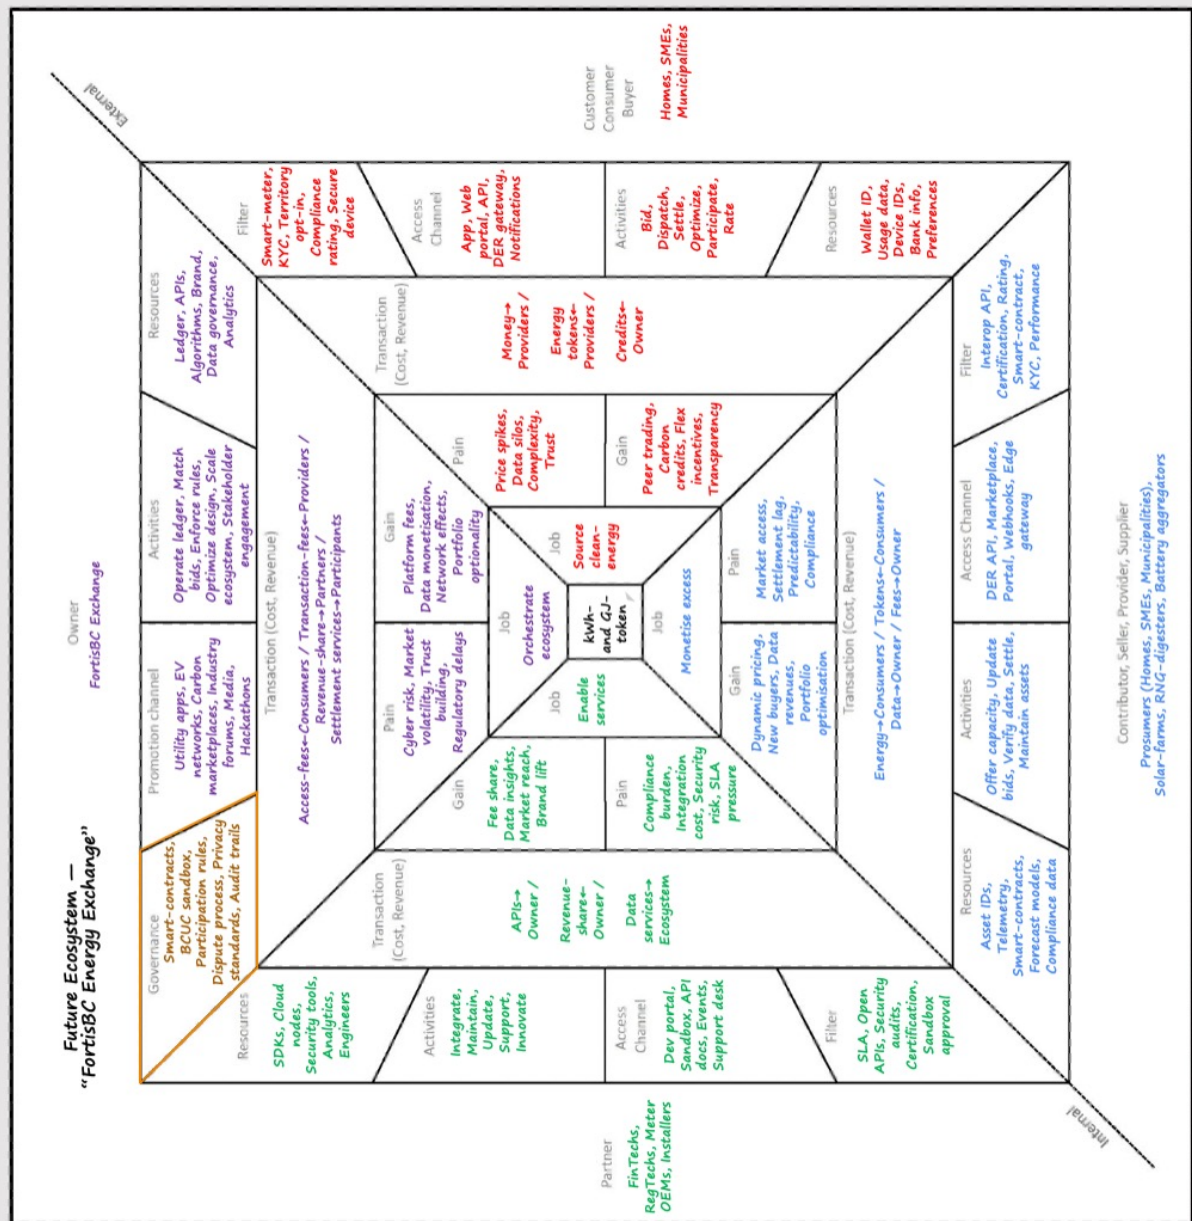 Future Ecosystem —
“FortisBC Energy Exchange”
Owner
FortisBC Exchange
External
Internal
Governance
Smart-contracts,
BCUC sandbox,
Participation rules,
Dispute process, Privacy
standards, Audit trails
Promotion channel
Utility apps, EV
networks, Carbon
marketplaces, Industry
forums, Media,
Hackathons
Activities
Operate ledger, Match
bids, Enforce rules,
Optimize design, Scale
ecosystem, Stakeholder
engagement
Resources
Ledger, APIs,
Algorithms, Brand,
Data governance,
Analytics
Transaction (Cost, Revenue)
Access-fees←Consumers / Transaction-fees←Providers /
Revenue-share→Partners /
Settlement services→Participants
Pain
Cyber risk, Market
volatility, Trust
building,
Regulatory delays
Gain
Platform fees,
Data monetisation,
Network effects,
Portfolio
optionality
Job
Orchestrate
ecosystem
Partner
FinTechs,
RegTechs, Meter
OEMs, Installers
Resources
SDKs, Cloud
nodes,
Security tools,
Analytics,
Engineers
Activities
Integrate,
Maintain,
Update,
Support,
Innovate
Access
Channel
Dev portal,
Sandbox, API
docs, Events,
Support desk
Filter
SLA, Open
APIs, Security
audits,
Certification,
Sandbox
approval
Transaction
(Cost, Revenue)
APIs→
Owner /
Revenue-
share←
Owner /
Data
services→
Ecosystem
Gain
Fee share,
Data insights,
Market reach,
Brand lift
Pain
Compliance
burden,
Integration
cost, Security
risk, SLA
pressure
Job
Enable
services
kWh-
and GJ-
token
Job
Source
clean-
energy
Pain
Price spikes,
Data silos,
Complexity,
Trust
Gain
Peer trading,
Carbon
credits, Flex
incentives,
Transparency
Transaction
(Cost, Revenue)
Money→
Providers /
Energy
tokens←
Providers /
Credits←
Owner
Filter
Smart-meter,
KYC, Territory
opt-in,
Compliance
rating, Secure
device
Access
Channel
App, Web
portal, API,
DER gateway,
Notifications
Activities
Bid,
Dispatch,
Settle,
Optimize,
Participate,
Rate
Resources
Wallet ID,
Usage data,
Device IDs,
Bank info,
Preferences
Customer
Consumer
Buyer
Homes, SMEs,
Municipalities
Job
Monetise excess
Gain
Dynamic pricing,
New buyers, Data
revenues,
Portfolio
optimisation
Pain
Market access,
Settlement lag,
Predictability,
Compliance
Transaction (Cost, Revenue)
Energy→Consumers / Tokens←Consumers /
Data→Owner / Fees→Owner
Resources
Asset IDs,
Telemetry,
Smart-contracts,
Forecast models,
Compliance data
Activities
Offer capacity, Update
bids, Verify data, Settle,
Maintain assets
Access Channel
DER API, Marketplace,
Portal, Webhooks, Edge
gateway
Filter
Interop API,
Certification, Rating,
Smart-contract,
KYC, Performance
Contributor, Seller, Provider, Supplier
Prosumers (Homes, SMEs, Municipalities),
Solar-farms, RNG-digesters, Battery aggregators